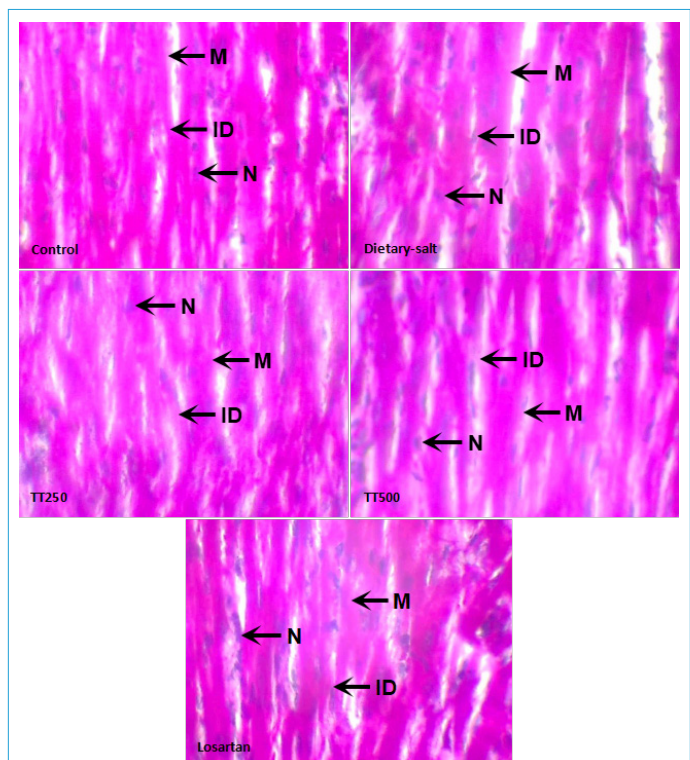 M
ID
N
Control
M
ID
N
Dietary-salt
N
M
ID
TT250
ID
M
N
TT500
M
N
ID
Losartan